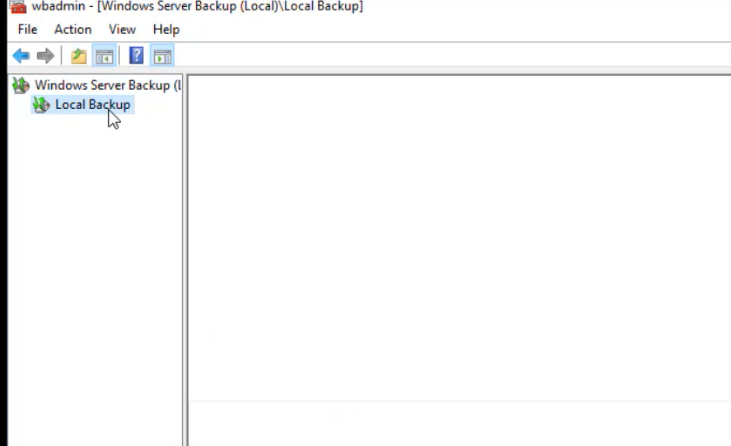 wbadmin - [Windows Server Backup (Local)\Local Backup]
File Action View Help
Windows Server Backup (L
Local Backup